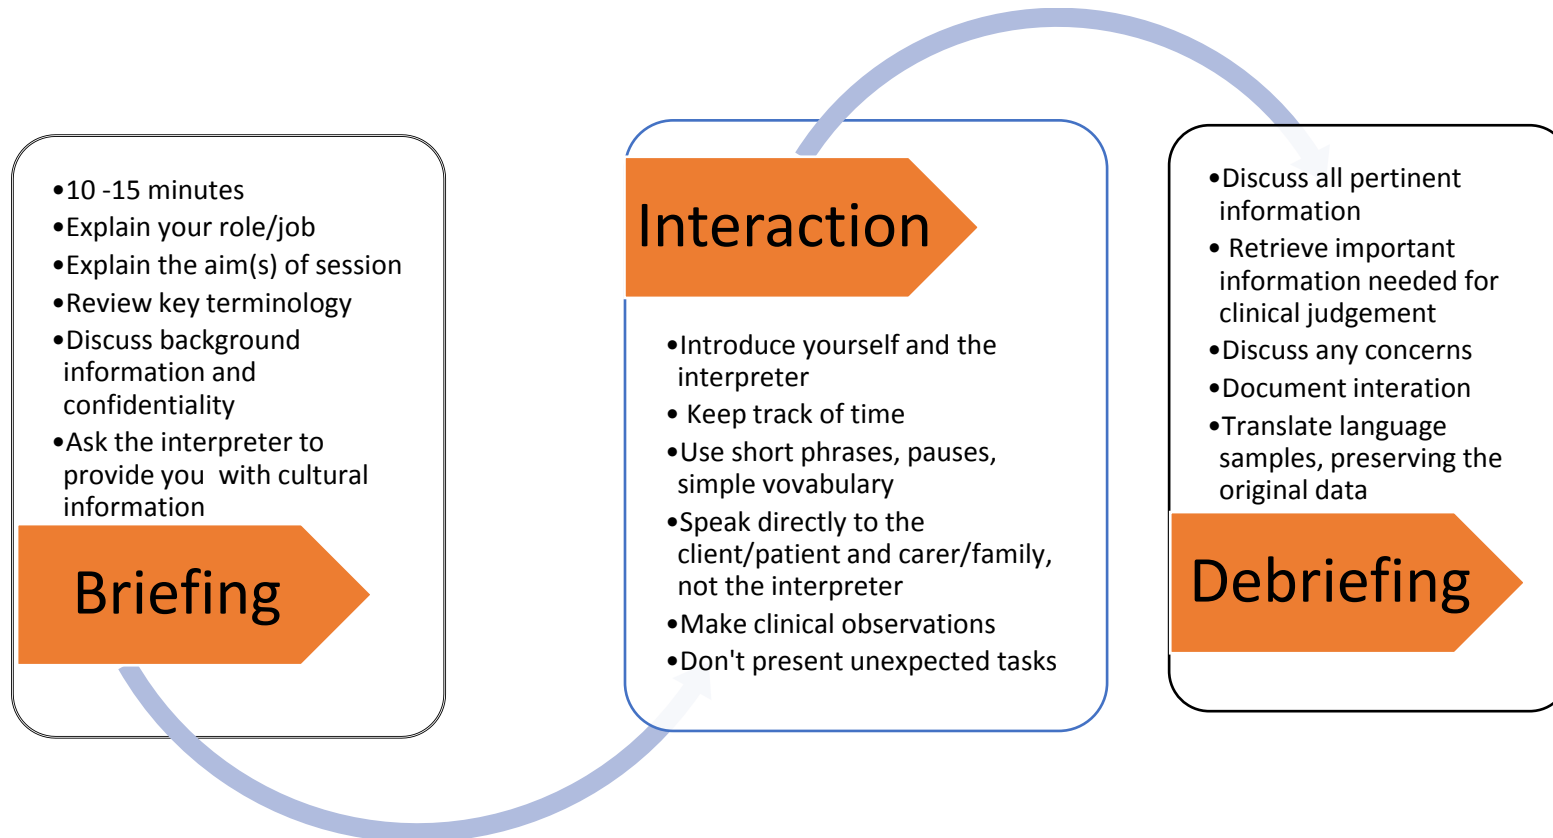 •10 -15 minutes
•Explain your role/job
•Explain the aim(s) of session
•Review key terminology
•Discuss background
information and
confidentiality
•Ask the interpreter to
provide you  with cultural
information
Briefing
Interaction
•Introduce yourself and the
interpreter
• Keep track of time
•Use short phrases, pauses,
simple vovabulary
•Speak directly to the
client/patient and carer/family,
not the interpreter
•Make clinical observations
•Don't present unexpected tasks
•Discuss all pertinent
information
• Retrieve important
information needed for
clinical judgement
•Discuss any concerns
•Document interation
•Translate language
samples, preserving the
original data
Debriefing